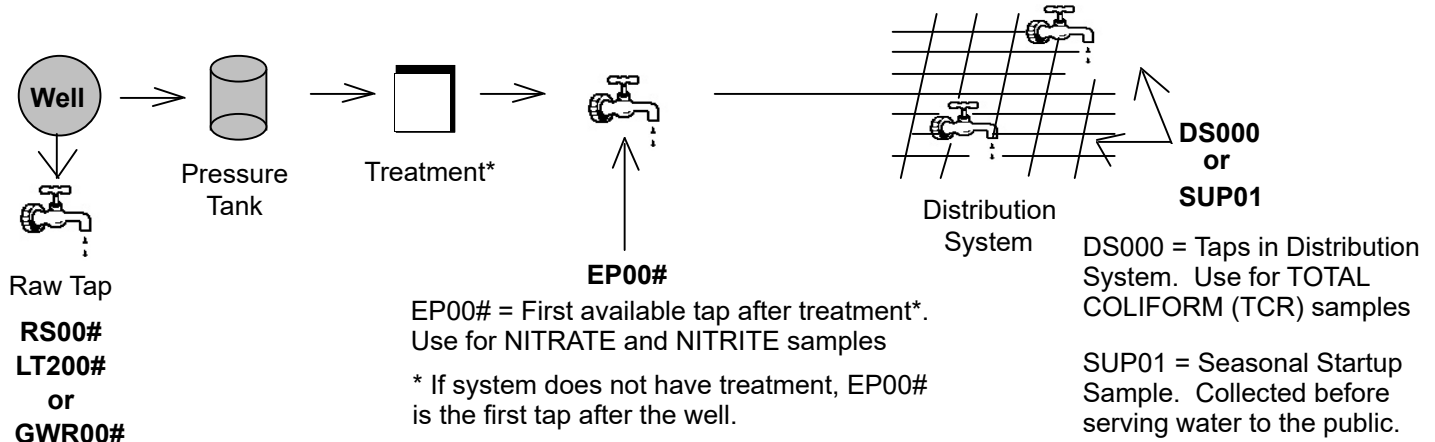 Well
Pressure
Tank
Treatment*
Raw Tap
RS00#
LT200#
or
GWR00#
EP00#
EP00# = First available tap after treatment*.
Use for NITRATE and NITRITE samples
* If system does not have treatment, EP00#
is the first tap after the well.
Distribution
System
DS000
or
SUP01
DS000 = Taps in Distribution
System. Use for TOTAL
COLIFORM (TCR) samples
SUP01 = Seasonal Startup
Sample. Collected before
serving water to the public.